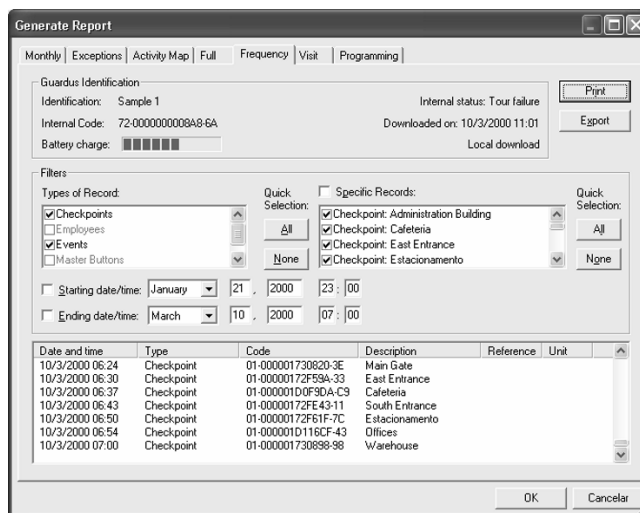 Generate Report
Monthly Exceptions Activity Map Full Frequency Visit Programming
Guardus Identification
Identification: Sample 1 Internal status: Tour failure
Print
Internal Code: 72-0000000008A8-6A Downloaded on: 10/3/2000 11:01
Export
Battery charge: Local download
Filters
Types of Record: Quick Selection: Specific Records: Quick Selection:
Checkpoints Checkpoint: Administration Building
Employees All Checkpoint: Cafeteria All
Events Checkpoint: East Entrance
Master Buttons None Checkpoint: Estacionamento None
Starting date/time: January 21 , 2000 23 : 00
Ending date/time: March 10 , 2000 07 : 00
Date and time Type Code Description Reference Unit
10/3/2000 06:24 Checkpoint 01-000001730820-3E Main Gate
10/3/2000 06:30 Checkpoint 01-00000172F59A-33 East Entrance
10/3/2000 06:37 Checkpoint 01-000001D0F9DA-C9 Cafeteria
10/3/2000 06:43 Checkpoint 01-00000172FE43-11 South Entrance
10/3/2000 06:50 Checkpoint 01-00000172F61F-7C Estacionamento
10/3/2000 06:54 Checkpoint 01-000001D116CF-43 Offices
10/3/2000 07:00 Checkpoint 01-000001730898-98 Warehouse
OK Cancelar